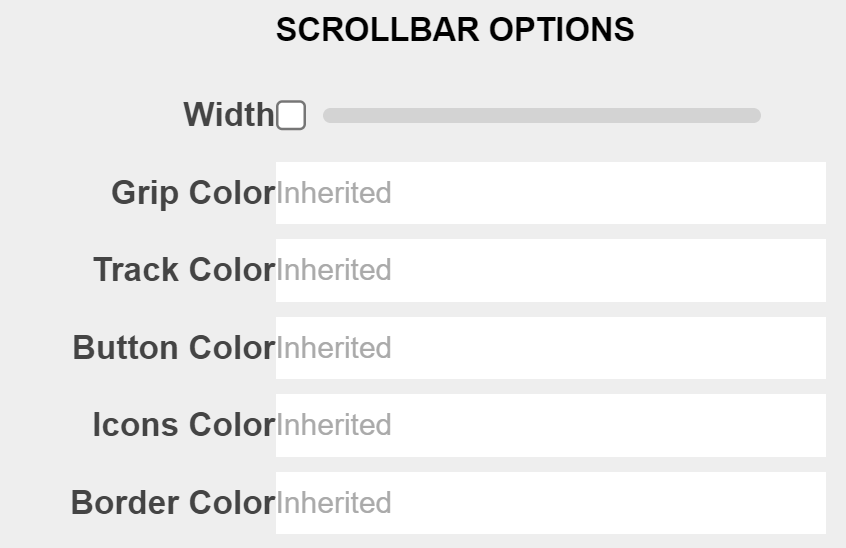 SCROLLBAR OPTIONS
Width
Grip Color Inherited
Track Color Inherited
Button Color Inherited
Icons Color Inherited
Border Color Inherited